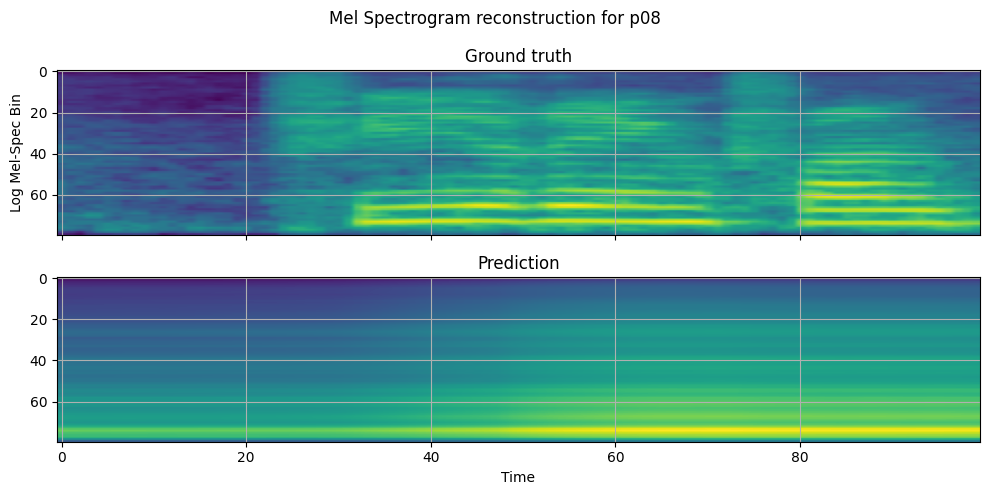 Mel Spectrogram reconstruction for p08
Ground truth
0
20
40
60
Log Mel-Spec Bin
Prediction
0
20
40
60
0 20 40 60 80
Time